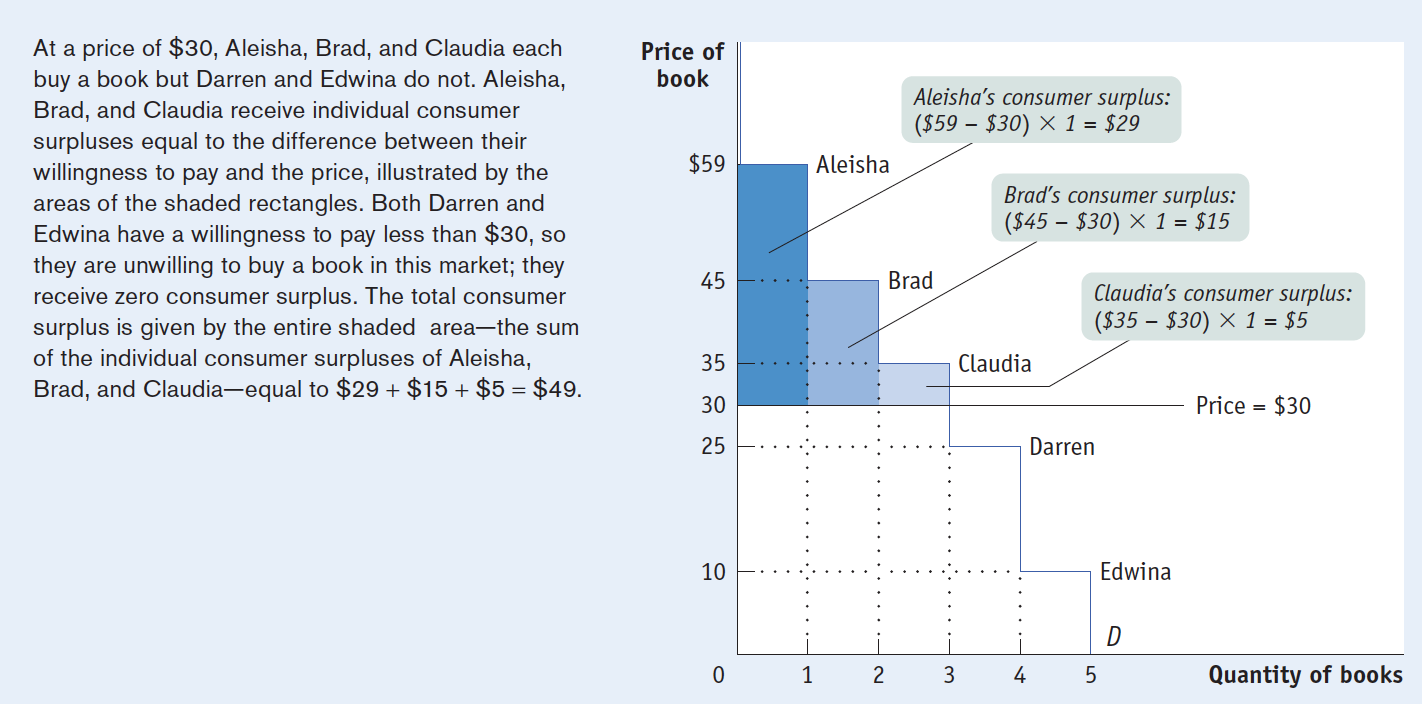 At a price of $30, Aleisha, Brad, and Claudia each
buy a book but Darren and Edwina do not. Aleisha,
Brad, and Claudia receive individual consumer
surpluses equal to the difference between their
willingness to pay and the price, illustrated by the
areas of the shaded rectangles. Both Darren and
Edwina have a willingness to pay less than $30, so
they are unwilling to buy a book in this market; they
receive zero consumer surplus. The total consumer
surplus is given by the entire shaded area—the sum
of the individual consumer surpluses of Aleisha,
Brad, and Claudia—equal to $29 + $15 + $5 = $49.
Price of
book
Aleisha's consumer surplus:
($59 – $30) × 1 = $29
$59
Aleisha
Brad's consumer surplus:
($45 – $30) × 1 = $15
45
Brad
Claudia's consumer surplus:
($35 – $30) × 1 = $5
35
Claudia
30
Price = $30
25
Darren
10
Edwina
D
0 1 2 3 4 5 Quantity of books